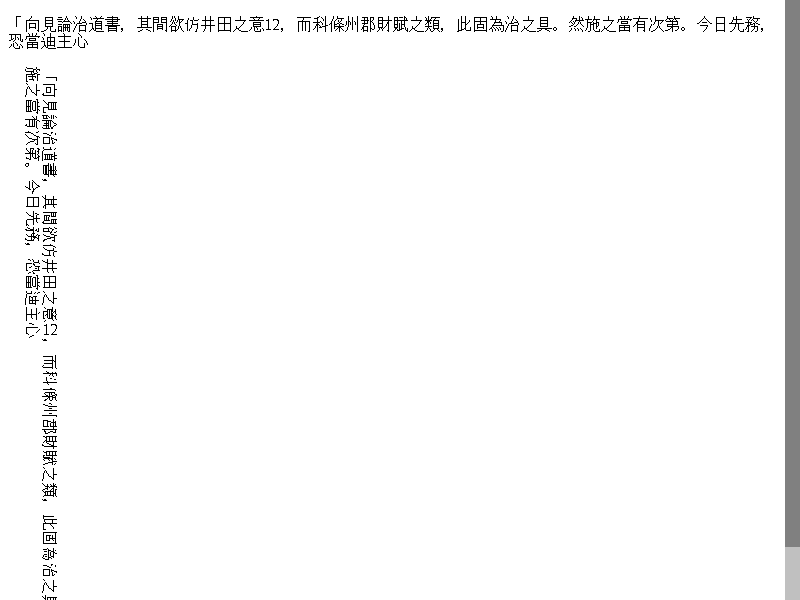 「向見論治道書，其間欲仿井田之意12，而科條州郡財賦之類，此固為治之具。然施之當有次第。今日先務，
恐當迪主心
「向見論治道書，其間欲仿井田之意12，而科條州郡財賦之類，此固為治之
施之當有次第。今日先務，恐當迪主心